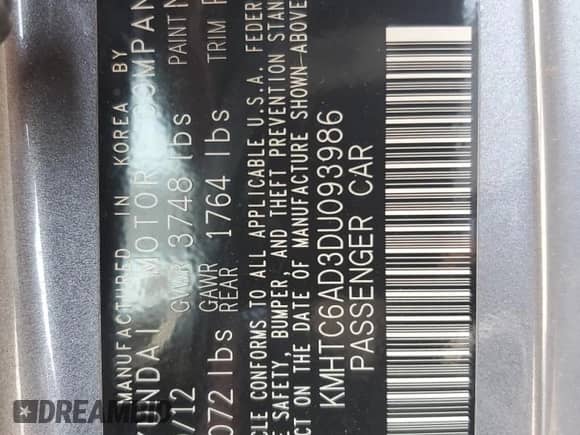 MANUFACTURED IN KOREA BY
YUNDAI MOTOR COMPAN
/12 GVWR 3748 lbs PAINT N
072 lbs GAWR REAR 1764 lbs TRIM
CLE CONFORMS TO ALL APPLICABLE U.S.A. FEDER
E SAFETY, BUMPER, AND THEFT PREVENTION STAN
CT ON THE DATE OF MANUFACTURE SHOWN ABOVE
KMHTC6AD3DU093986
PASSENGER CAR
DREAMBID